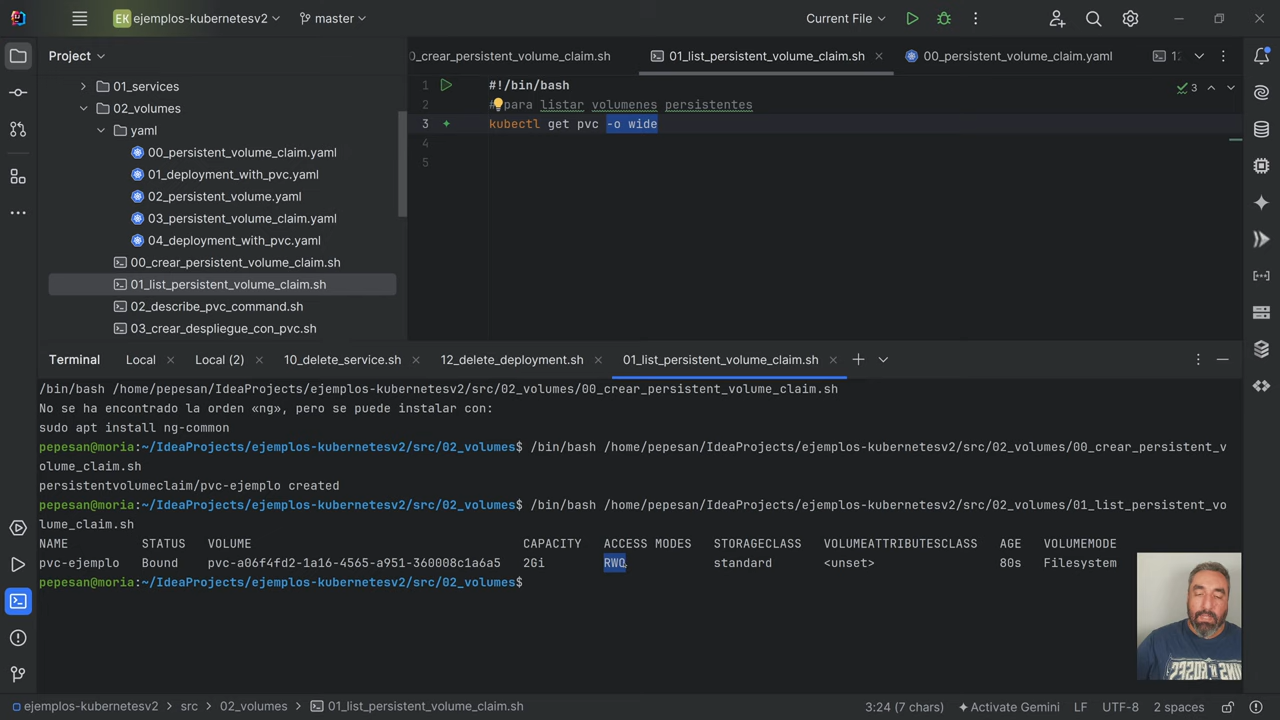 EK ejemplos-kubernetesv2
master
Current File
Project
0_crear_persistent_volume_claim.sh
01_list_persistent_volume_claim.sh
00_persistent_volume_claim.yaml
01_services
02_volumes
yaml
00_persistent_volume_claim.yaml
01_deployment_with_pvc.yaml
02_persistent_volume.yaml
03_persistent_volume_claim.yaml
04_deployment_with_pvc.yaml
00_crear_persistent_volume_claim.sh
01_list_persistent_volume_claim.sh
02_describe_pvc_command.sh
03_crear_despliegue_con_pvc.sh
1 #!/bin/bash
2 #para listar volumenes persistentes
3 kubectl get pvc -o wide
4
5
3
Terminal
Local
Local (2)
10_delete_service.sh
12_delete_deployment.sh
01_list_persistent_volume_claim.sh
/bin/bash /home/pepesan/IdeaProjects/ejemplos-kubernetesv2/src/02_volumes/00_crear_persistent_volume_claim.sh
No se ha encontrado la orden «ng», pero se puede instalar con:
sudo apt install ng-common
pepesan@moria:~/IdeaProjects/ejemplos-kubernetesv2/src/02_volumes$ /bin/bash /home/pepesan/IdeaProjects/ejemplos-kubernetesv2/src/02_volumes/00_crear_persistent_v
olume_claim.sh
persistentvolumeclaim/pvc-ejemplo created
pepesan@moria:~/IdeaProjects/ejemplos-kubernetesv2/src/02_volumes$ /bin/bash /home/pepesan/IdeaProjects/ejemplos-kubernetesv2/src/02_volumes/01_list_persistent_vo
lume_claim.sh
NAME STATUS VOLUME CAPACITY ACCESS MODES STORAGECLASS VOLUMEATTRIBUTESCLASS AGE VOLUMEMODE
pvc-ejemplo Bound pvc-a06f4fd2-1a16-4565-a951-360008c1a6a5 2Gi RWO standard <unset> 80s Filesystem
pepesan@moria:~/IdeaProjects/ejemplos-kubernetesv2/src/02_volumes$
ejemplos-kubernetesv2 > src > 02_volumes > 01_list_persistent_volume_claim.sh
3:24 (7 chars)
Activate Gemini
LF
UTF-8
2 spaces